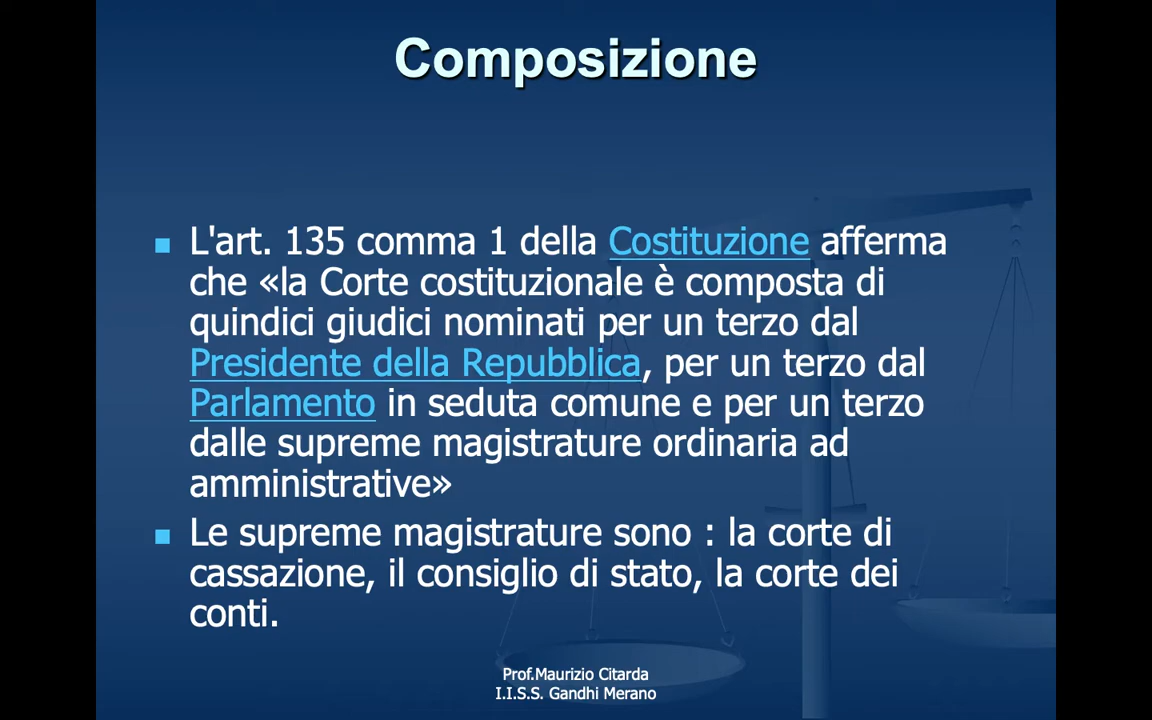 Composizione
L'art. 135 comma 1 della Costituzione afferma
che «la Corte costituzionale è composta di
quindici giudici nominati per un terzo dal
Presidente della Repubblica, per un terzo dal
Parlamento in seduta comune e per un terzo
dalle supreme magistrature ordinaria ad
amministrative»
Le supreme magistrature sono : la corte di
cassazione, il consiglio di stato, la corte dei
conti.
Prof.Maurizio Citarda
I.I.S.S. Gandhi Merano